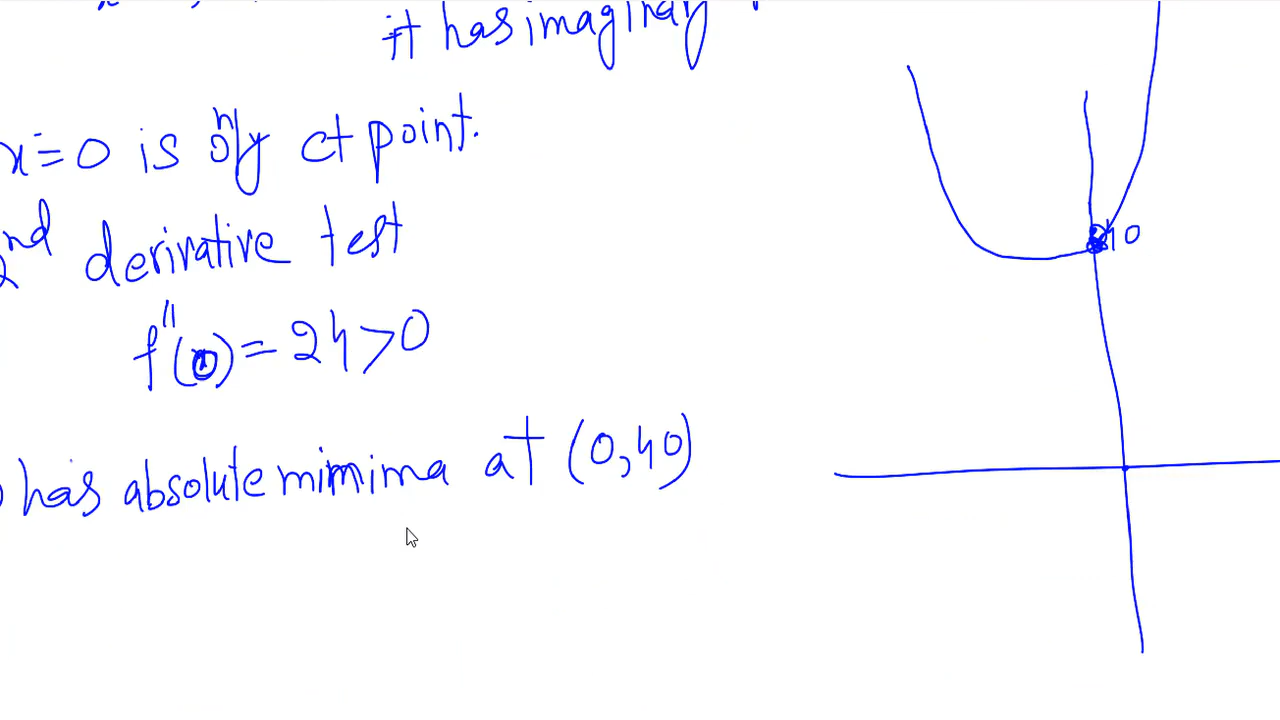 it has imaginary
x=0 is only ct point.
2nd derivative test
f''(0) = 24>0
has absolute mimima at (0,40)
40